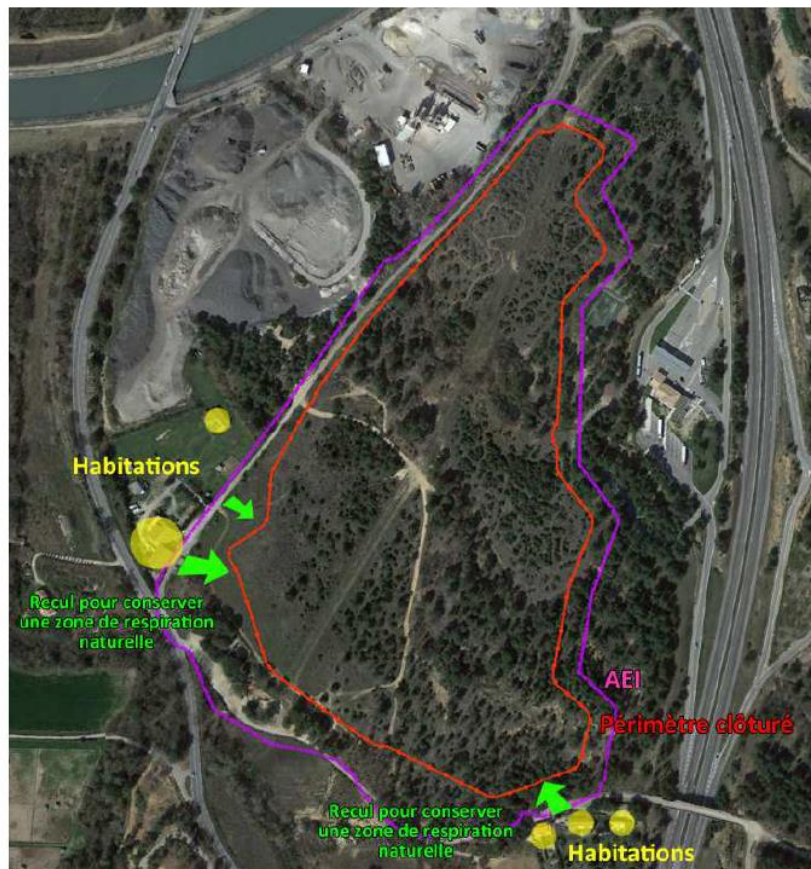 Habitations
Recul pour conserver
une zone de respiration
naturelle
AEI
Périmètre clôturé
Recul pour conserver
une zone de respiration
naturelle
Habitations